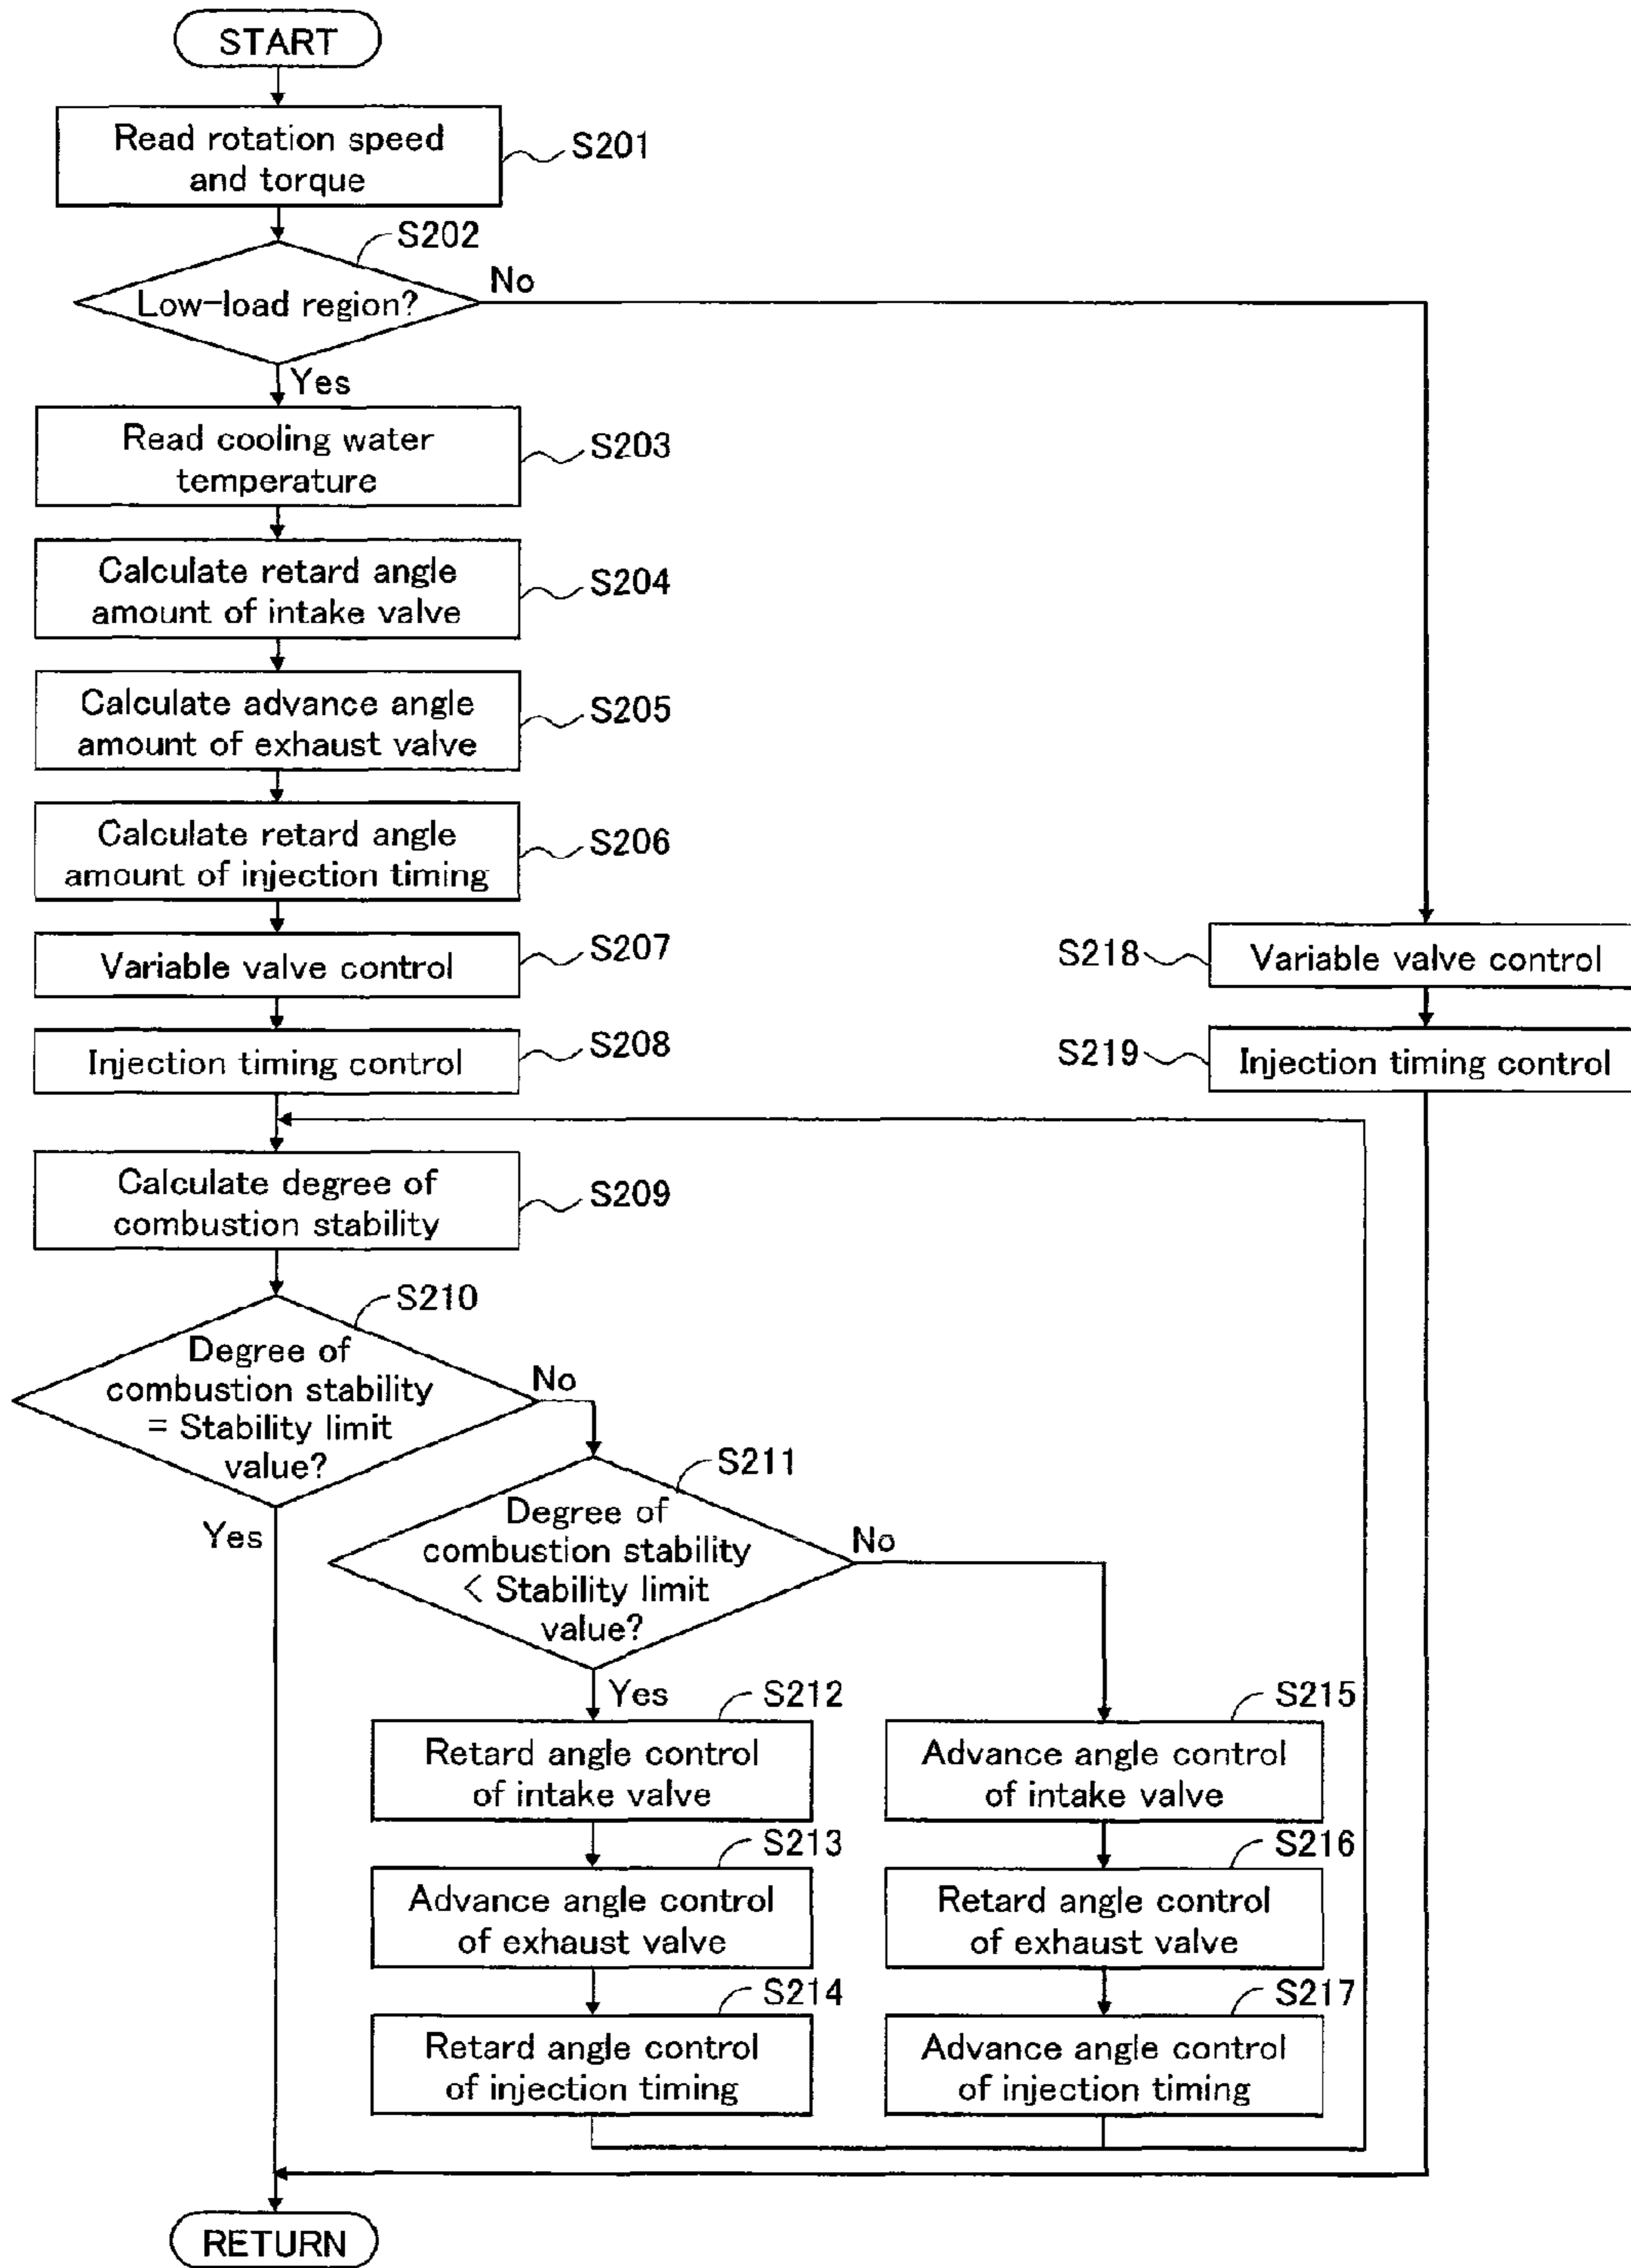 START
Read rotation speed
and torque
S201
S202
Low-load region?
No
Yes
Read cooling water
temperature
S203
Calculate retard angle
amount of intake valve
S204
Calculate advance angle
amount of exhaust valve
S205
Calculate retard angle
amount of injection timing
S206
Variable valve control
S207
Injection timing control
S208
S218
Variable valve control
S219
Injection timing control
Calculate degree of
combustion stability
S209
S210
Degree of
combustion stability
= Stability limit
value?
No
Yes
S211
Degree of
combustion stability
< Stability limit
value?
No
Yes
S212
Retard angle control
of intake valve
S213
Advance angle control
of exhaust valve
S214
Retard angle control
of injection timing
S215
Advance angle control
of intake valve
S216
Retard angle control
of exhaust valve
S217
Advance angle control
of injection timing
RETURN